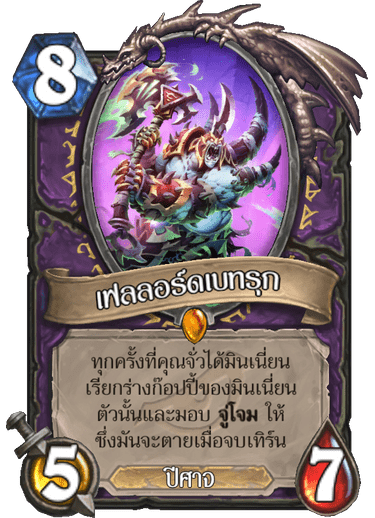 8
เฟลลอร์ดเบทรุก
ทุกครั้งที่คุณจั่วได้มินเนี่ยน
เรียกร่างก๊อปปี้ของมินเนี่ยน
ตัวนั้นและมอบ จู่โจม ให้
ซึ่งมันจะตายเมื่อจบเทิร์น
5
ปีศาจ
7